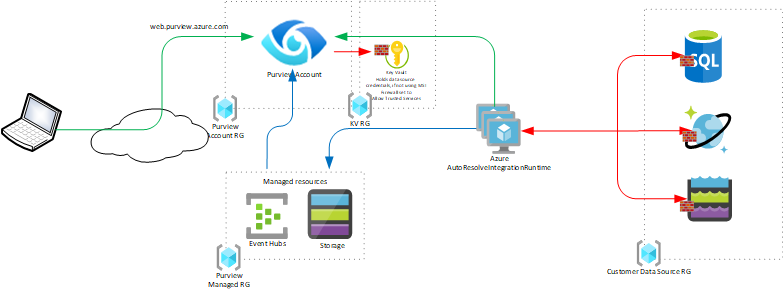 web.purview.azure.com
Purview Account
Key Vault
Holds data source
credentials, if not using MSI
Firewall set to
Allow Trusted Services
Purview
Account RG
KV RG
SQL
Azure
AutoResolveIntegrationRuntime
Managed resources
Event Hubs
Storage
Purview
Managed RG
Customer Data Source RG